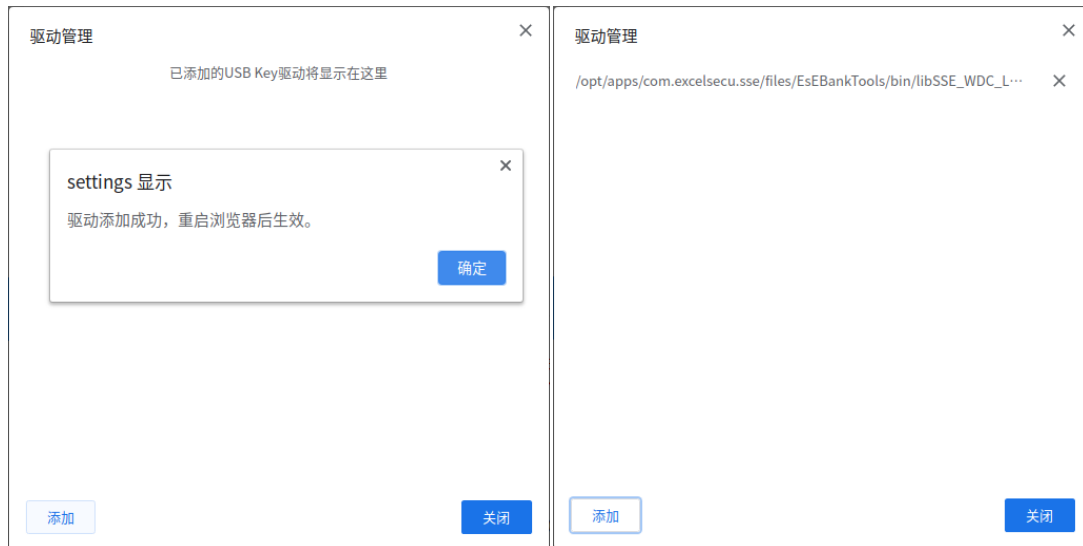 驱动管理
已添加的USB Key驱动将显示在这里
settings 显示
驱动添加成功，重启浏览器后生效。
确定
添加
关闭
驱动管理
/opt/apps/com.excelsecu.sse/files/EsEBankTools/bin/libSSE_WDC_L…
添加
关闭